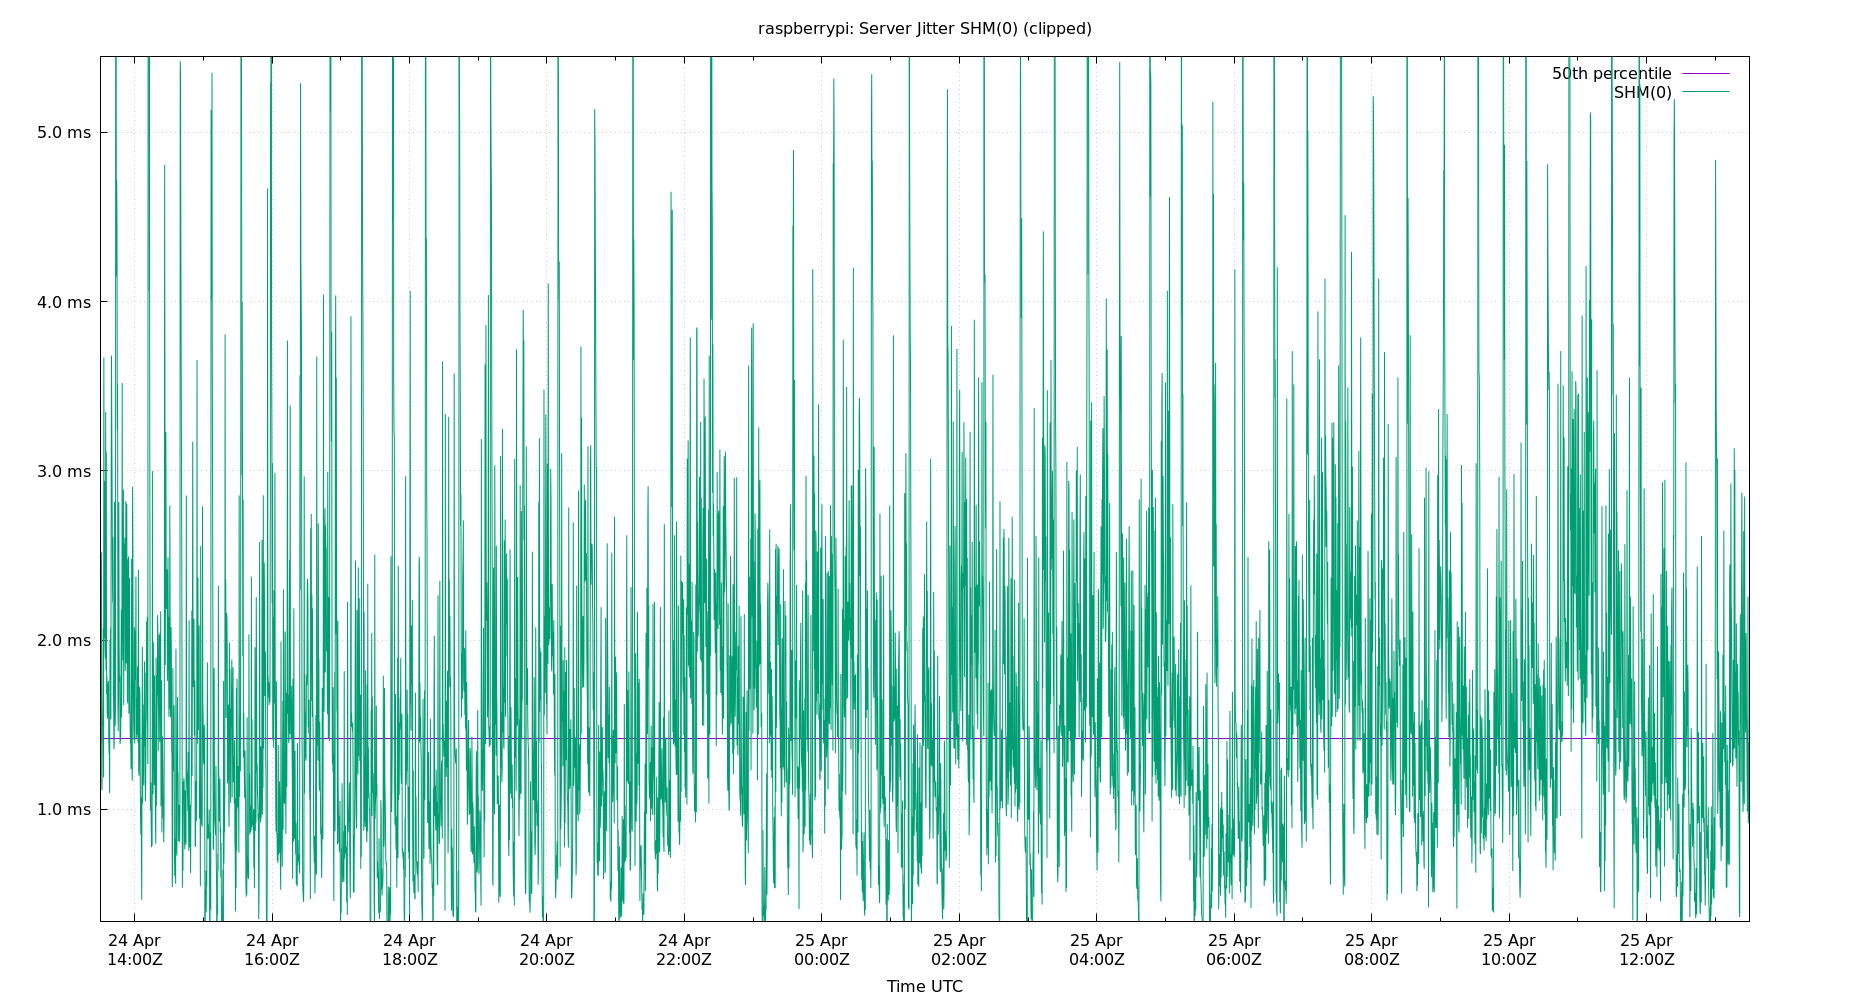 raspberrypi: Server Jitter SHM(0) (clipped)
50th percentile
SHM(0)
5.0 ms
4.0 ms
3.0 ms
2.0 ms
1.0 ms
24 Apr 24 Apr 24 Apr 24 Apr 24 Apr 25 Apr 25 Apr 25 Apr 25 Apr 25 Apr 25 Apr 25 Apr
14:00Z 16:00Z 18:00Z 20:00Z 22:00Z 00:00Z 02:00Z 04:00Z 06:00Z 08:00Z 10:00Z 12:00Z
Time UTC